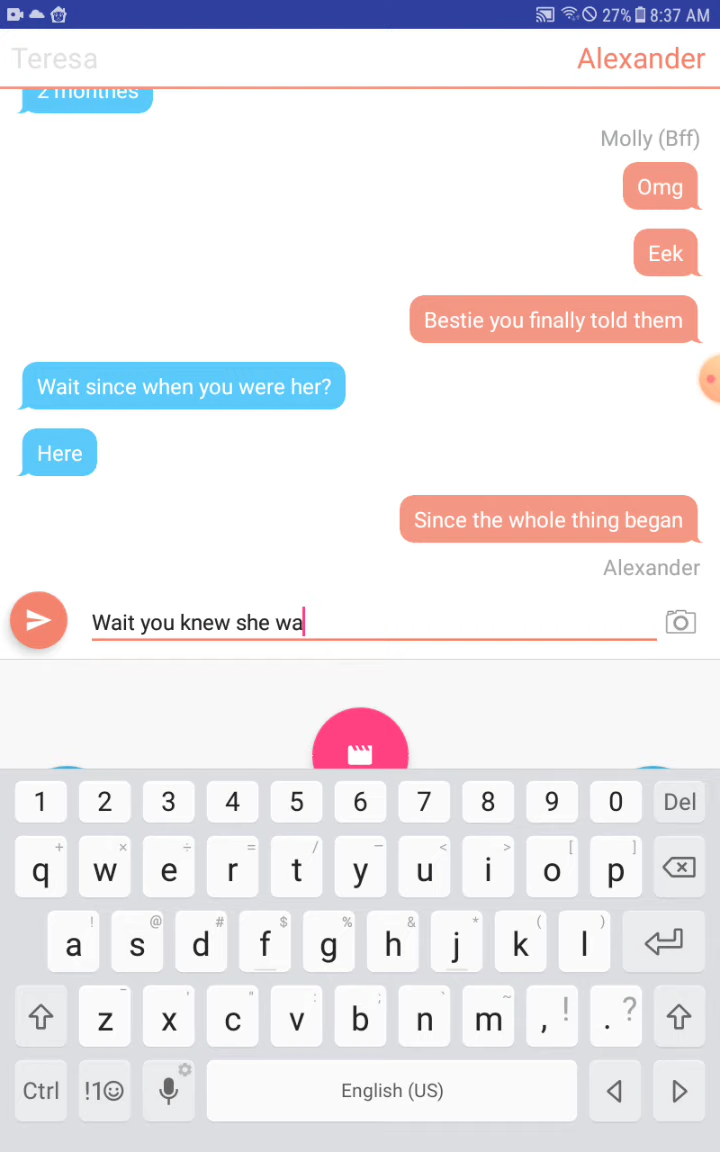 27% 8:37 AM
Teresa Alexander
2 monthes
Molly (Bff)
Omg
Eek
Bestie you finally told them
Wait since when you were her?
Here
Since the whole thing began
Alexander
Wait you knew she wa
1 2 3 4 5 6 7 8 9 0 Del
+ × ÷ = / _ < > [ ]
q w e r t y u i o p
! @ # $ % & * ( )
a s d f g h j k l
- ' " : ; ` ~ ! ?
z x c v b n m , .
Ctrl !1☺ English (US)